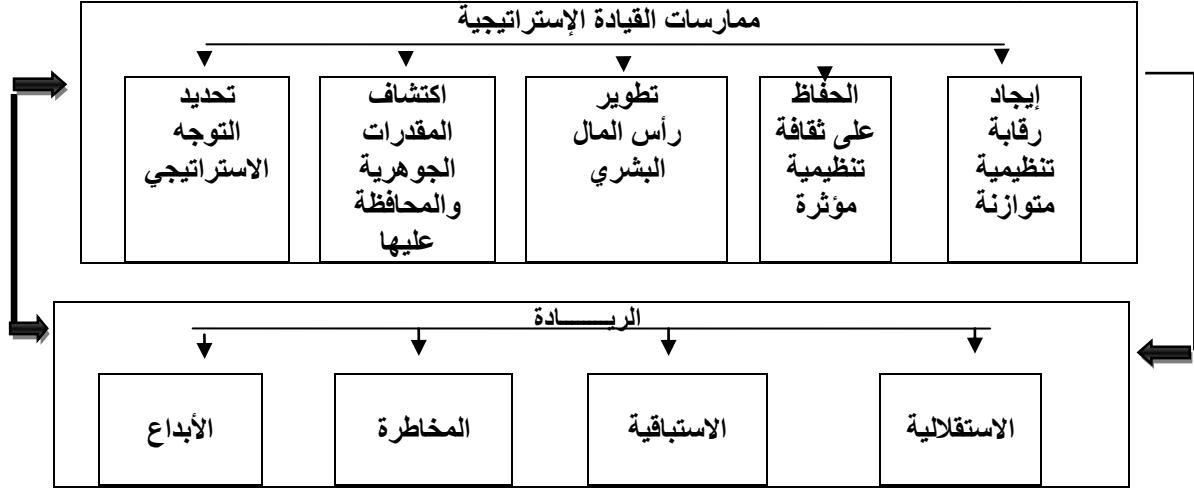 ممارسات القيادة الإستراتيجية
إيجاد
رقابة
تنظيمية
متوازنة
الحفاظ
على ثقافة
تنظيمية
مؤثرة
تطوير
رأس المال
البشري
اكتشاف
المقدرات
الجوهرية
والمحافظة
عليها
تحديد
التوجه
الاستراتيجي
الريـــــــادة
الاستقلالية
الاستباقية
المخاطرة
الأبداع